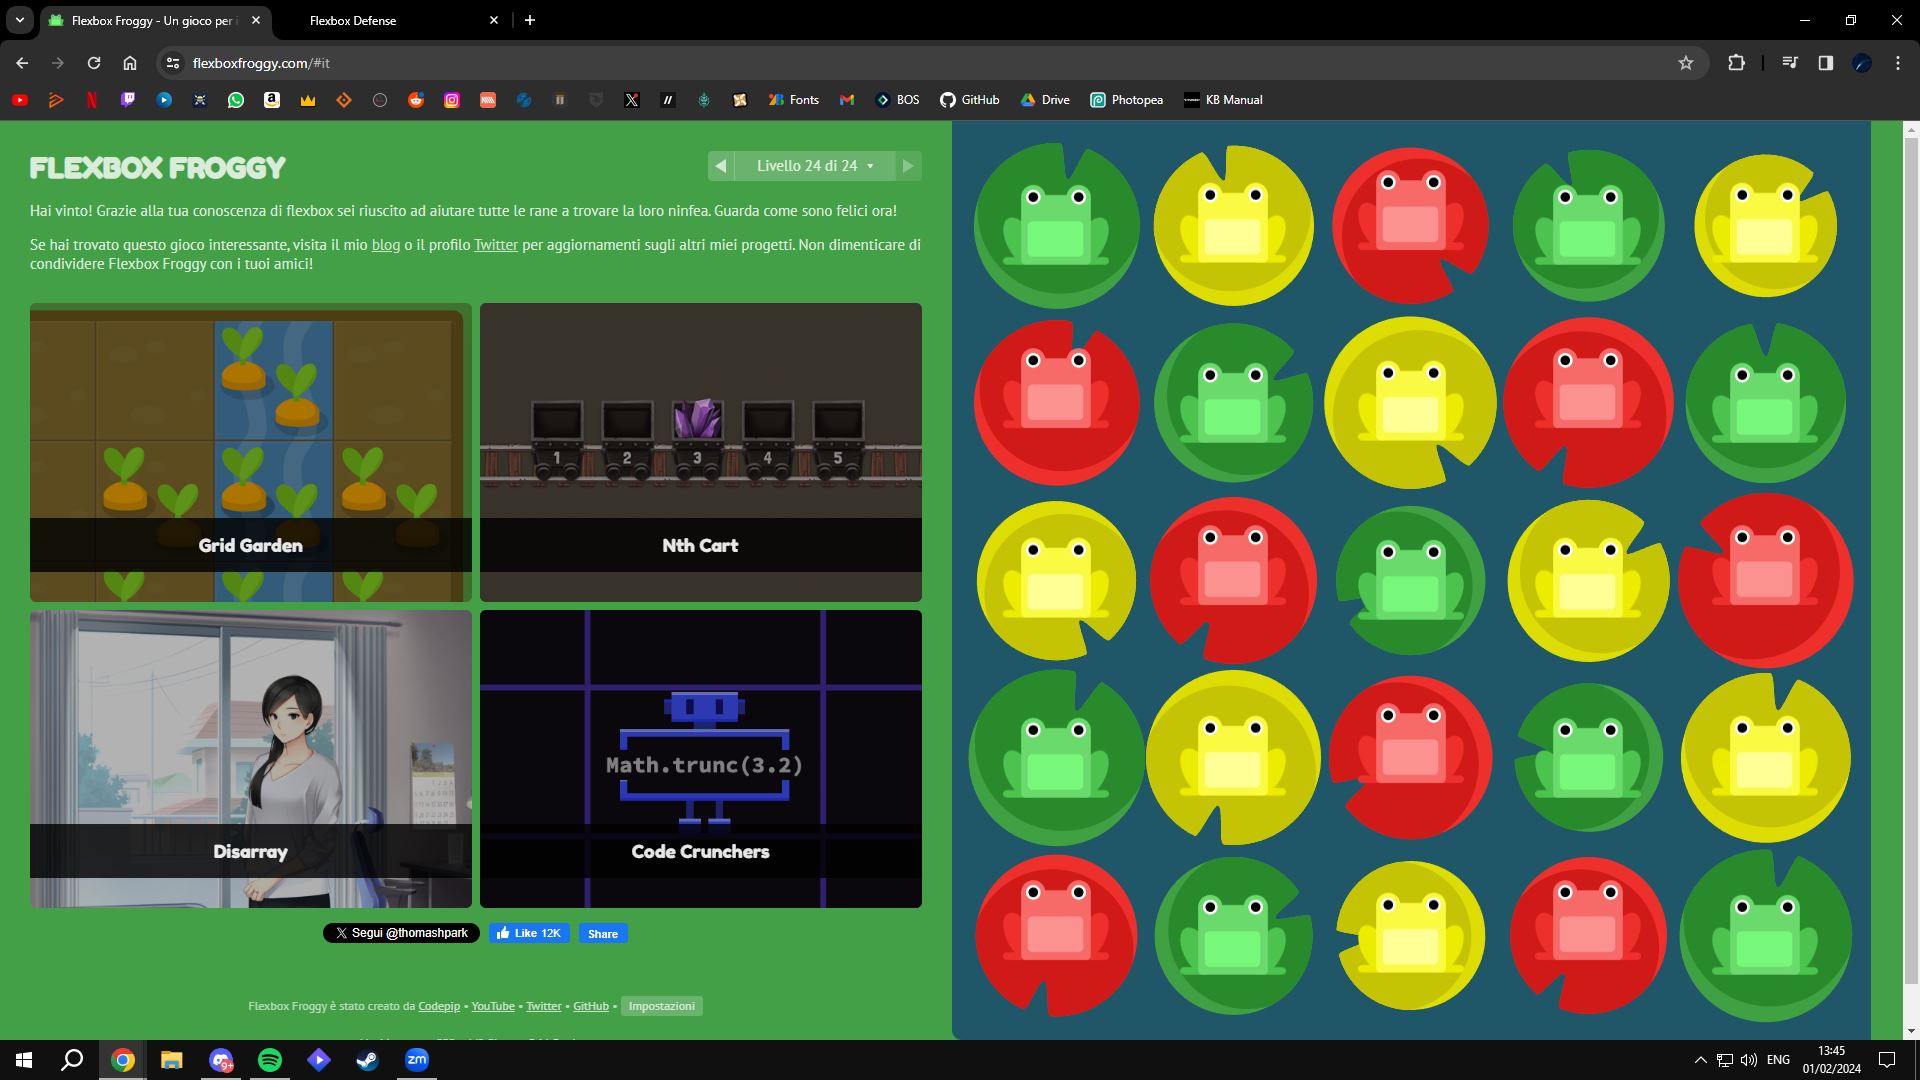 Flexbox Froggy - Un gioco per i
Flexbox Defense
flexboxfroggy.com/#it
Fonts
BOS
GitHub
Drive
Photopea
KB Manual
FLEXBOX FROGGY
Livello 24 di 24
Hai vinto! Grazie alla tua conoscenza di flexbox sei riuscito ad aiutare tutte le rane a trovare la loro ninfea. Guarda come sono felici ora!
Se hai trovato questo gioco interessante, visita il mio blog o il profilo Twitter per aggiornamenti sugli altri miei progetti. Non dimenticare di
condividere Flexbox Froggy con i tuoi amici!
1 2 3 4 5
Grid Garden
Nth Cart
Math.trunc(3.2)
Disarray
Code Crunchers
Segui @thomashpark
Like 12K
Share
Flexbox Froggy è stato creato da Codepip • YouTube • Twitter • GitHub • Impostazioni
9+
zm
ENG
13:45
01/02/2024